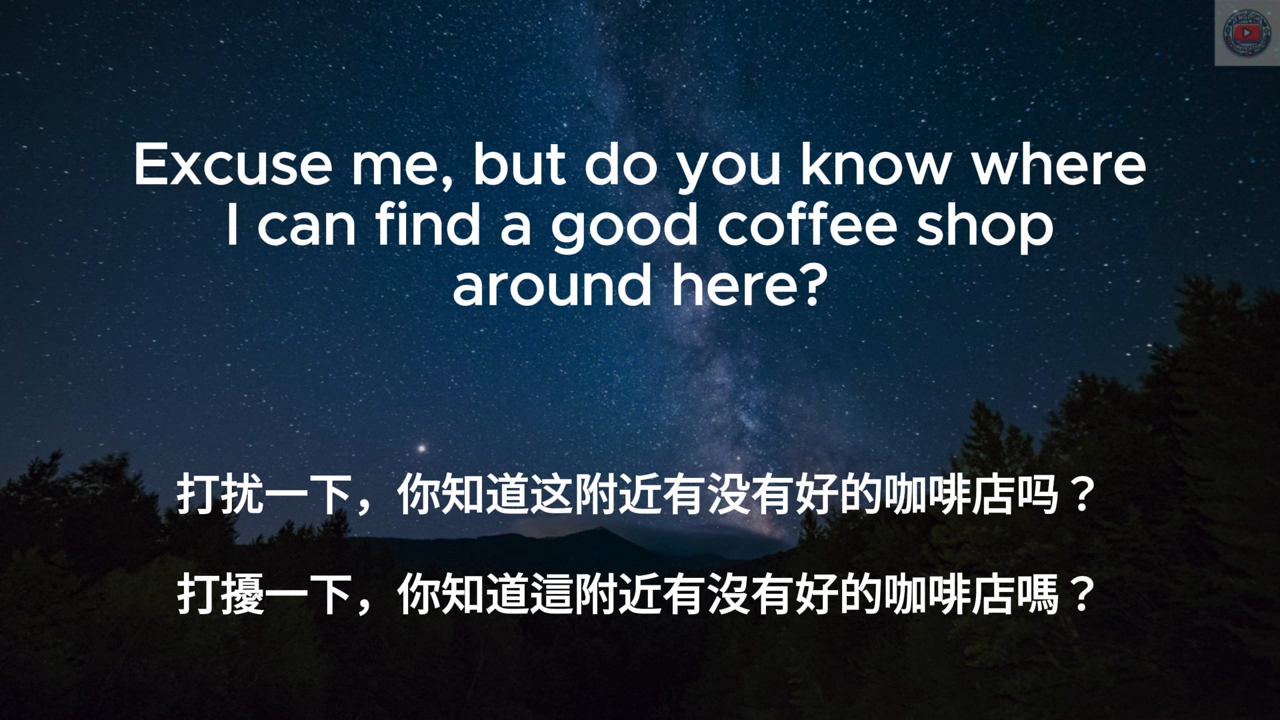 Excuse me, but do you know where
I can find a good coffee shop
around here?
打扰一下，你知道这附近有没有好的咖啡店吗？
打擾一下，你知道這附近有沒有好的咖啡店嗎？